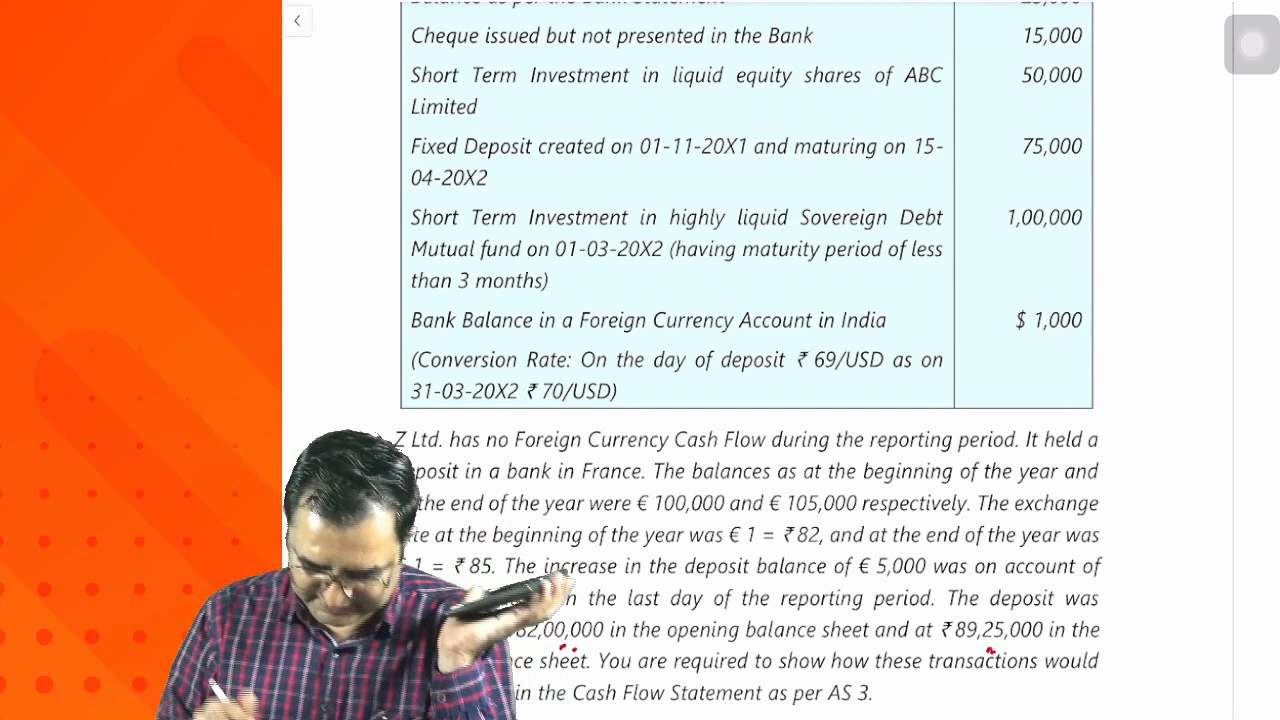 Balance as per the Bank Statement 25,000
Cheque issued but not presented in the Bank 15,000
Short Term Investment in liquid equity shares of ABC 50,000
Limited
Fixed Deposit created on 01-11-20X1 and maturing on 15- 75,000
04-20X2
Short Term Investment in highly liquid Sovereign Debt 1,00,000
Mutual fund on 01-03-20X2 (having maturity period of less
than 3 months)
Bank Balance in a Foreign Currency Account in India $ 1,000
(Conversion Rate: On the day of deposit ₹ 69/USD as on
31-03-20X2 ₹ 70/USD)
Z Ltd. has no Foreign Currency Cash Flow during the reporting period. It held a
posit in a bank in France. The balances as at the beginning of the year and
the end of the year were € 100,000 and € 105,000 respectively. The exchange
te at the beginning of the year was € 1 = ₹ 82, and at the end of the year was
1 = ₹ 85. The increase in the deposit balance of € 5,000 was on account of
n the last day of the reporting period. The deposit was
82,00,000 in the opening balance sheet and at ₹ 89,25,000 in the
ce sheet. You are required to show how these transactions would
in the Cash Flow Statement as per AS 3.